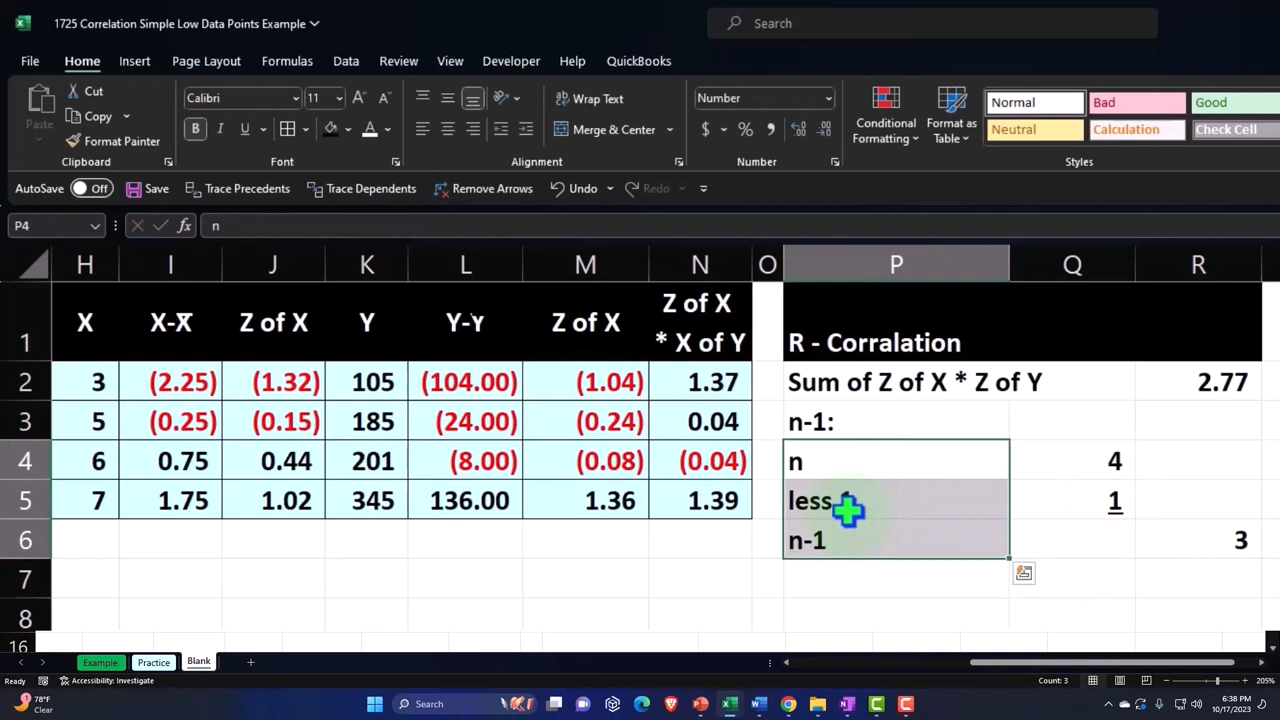 1725 Correlation Simple Low Data Points Example
Search
File Home Insert Page Layout Formulas Data Review View Developer Help QuickBooks
Paste
Cut
Copy
Format Painter
Clipboard
Calibri 11
B I U
Font
Wrap Text
Merge & Center
Alignment
Number
$ %
Number
Conditional Formatting
Format as Table
Normal Bad Good
Neutral Calculation Check Cell
Styles
AutoSave Off Save Trace Precedents Trace Dependents Remove Arrows Undo Redo
P4 fx n
H I J K L M N O P Q R
1 X X-X̅ Z of X Y Y-Y̅ Z of X Z of X
* X of Y R - Corralation
2 3 (2.25) (1.32) 105 (104.00) (1.04) 1.37 Sum of Z of X * Z of Y 2.77
3 5 (0.25) (0.15) 185 (24.00) (0.24) 0.04 n-1:
4 6 0.75 0.44 201 (8.00) (0.08) (0.04) n 4
5 7 1.75 1.02 345 136.00 1.36 1.39 less 1
6 n-1 3
7
8
16
Example Practice Blank
Ready Accessibility: Investigate Count: 3 205%
78°F
Clear
Search
6:38 PM
10/17/2023